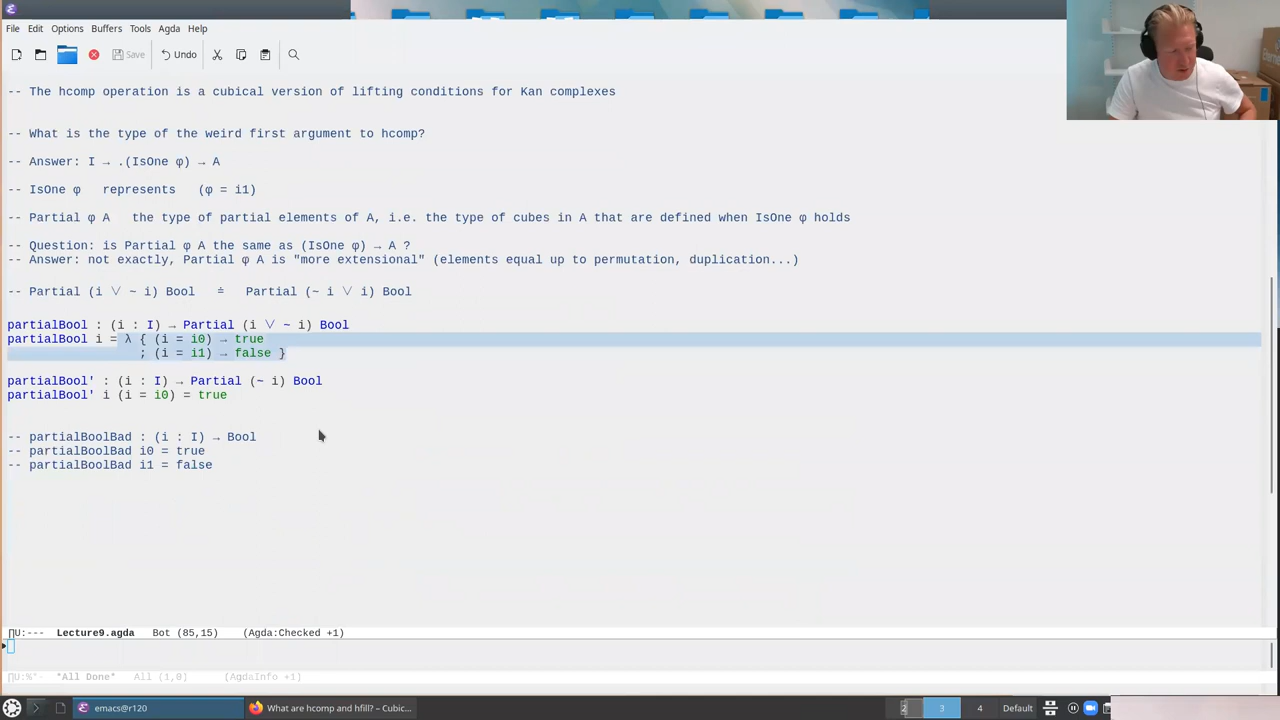 File Edit Options Buffers Tools Agda Help
Save Undo
-- The hcomp operation is a cubical version of lifting conditions for Kan complexes
-- What is the type of the weird first argument to hcomp?
-- Answer: I → .(IsOne φ) → A
-- IsOne φ   represents   (φ = i1)
-- Partial φ A   the type of partial elements of A, i.e. the type of cubes in A that are defined when IsOne φ holds
-- Question: is Partial φ A the same as (IsOne φ) → A ?
-- Answer: not exactly, Partial φ A is "more extensional" (elements equal up to permutation, duplication...)
-- Partial (i ∨ ~ i) Bool   ≐   Partial (~ i ∨ i) Bool
partialBool : (i : I) → Partial (i ∨ ~ i) Bool
partialBool i = λ { (i = i0) → true
; (i = i1) → false }
partialBool' : (i : I) → Partial (~ i) Bool
partialBool' i (i = i0) = true
-- partialBoolBad : (i : I) → Bool
-- partialBoolBad i0 = true
-- partialBoolBad i1 = false
∏U:---  Lecture9.agda   Bot (85,15)   (Agda:Checked +1)
∏U:%*-  *All Done*   All (1,0)   (AgdaInfo +1)
emacs@r120 What are hcomp and hfill? – Cubic... 2 3 4 Default